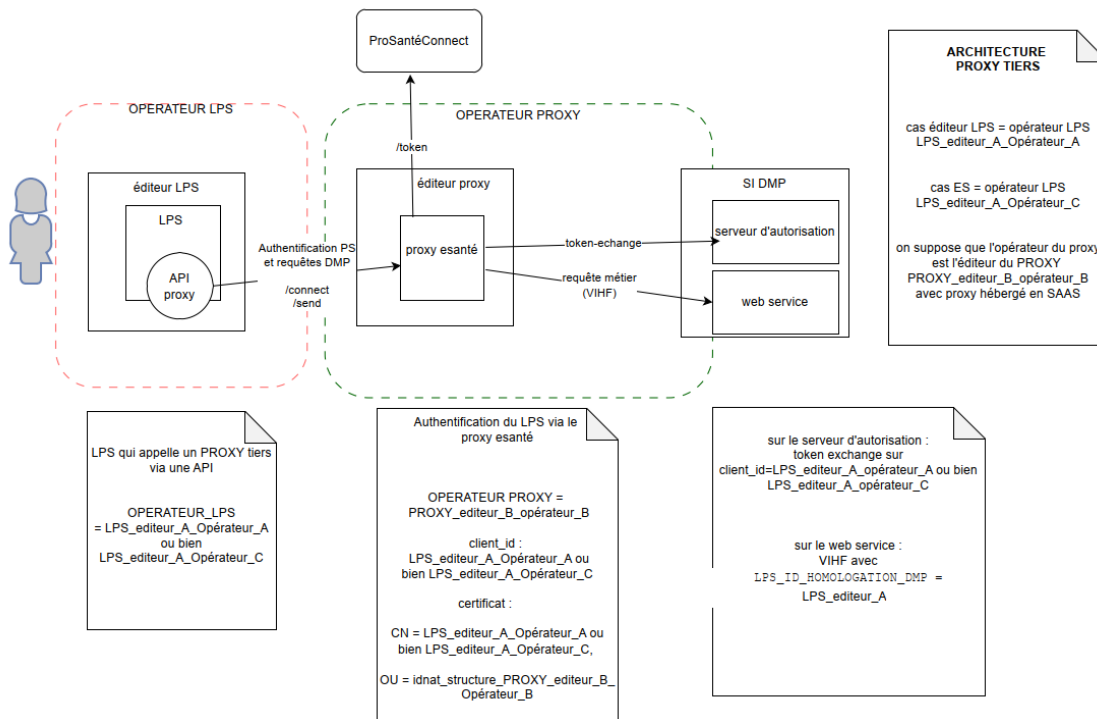 ProSantéConnect
ARCHITECTURE
PROXY TIERS
cas éditeur LPS = opérateur LPS
LPS_editeur_A_Opérateur_A
cas ES = opérateur LPS
LPS_editeur_A_Opérateur_C
on suppose que l'opérateur du proxy
est l'éditeur du PROXY
PROXY_editeur_B_opérateur_B
avec proxy hébergé en SAAS
OPERATEUR LPS
OPERATEUR PROXY
/token
éditeur LPS
LPS
API
proxy
Authentification PS
et requêtes DMP
/connect
/send
éditeur proxy
proxy esanté
token-echange
requête métier
(VIHF)
SI DMP
serveur d'autorisation
web service
LPS qui appelle un PROXY tiers
via une API
OPERATEUR_LPS
= LPS_editeur_A_Opérateur_A
ou bien
LPS_editeur_A_Opérateur_C
Authentification du LPS via le
proxy esanté
OPERATEUR PROXY =
PROXY_editeur_B_opérateur_B
client_id :
LPS_editeur_A_Opérateur_A ou
bien LPS_editeur_A_Opérateur_C
certificat :
CN = LPS_editeur_A_Opérateur_A ou
bien LPS_editeur_A_Opérateur_C,
OU = idnat_structure_PROXY_editeur_B_
Opérateur_B
sur le serveur d'autorisation :
token exchange sur
client_id=LPS_editeur_A_opérateur_A ou bien
LPS_editeur_A_opérateur_C
sur le web service :
VIHF avec
LPS_ID_HOMOLOGATION_DMP =
LPS_editeur_A